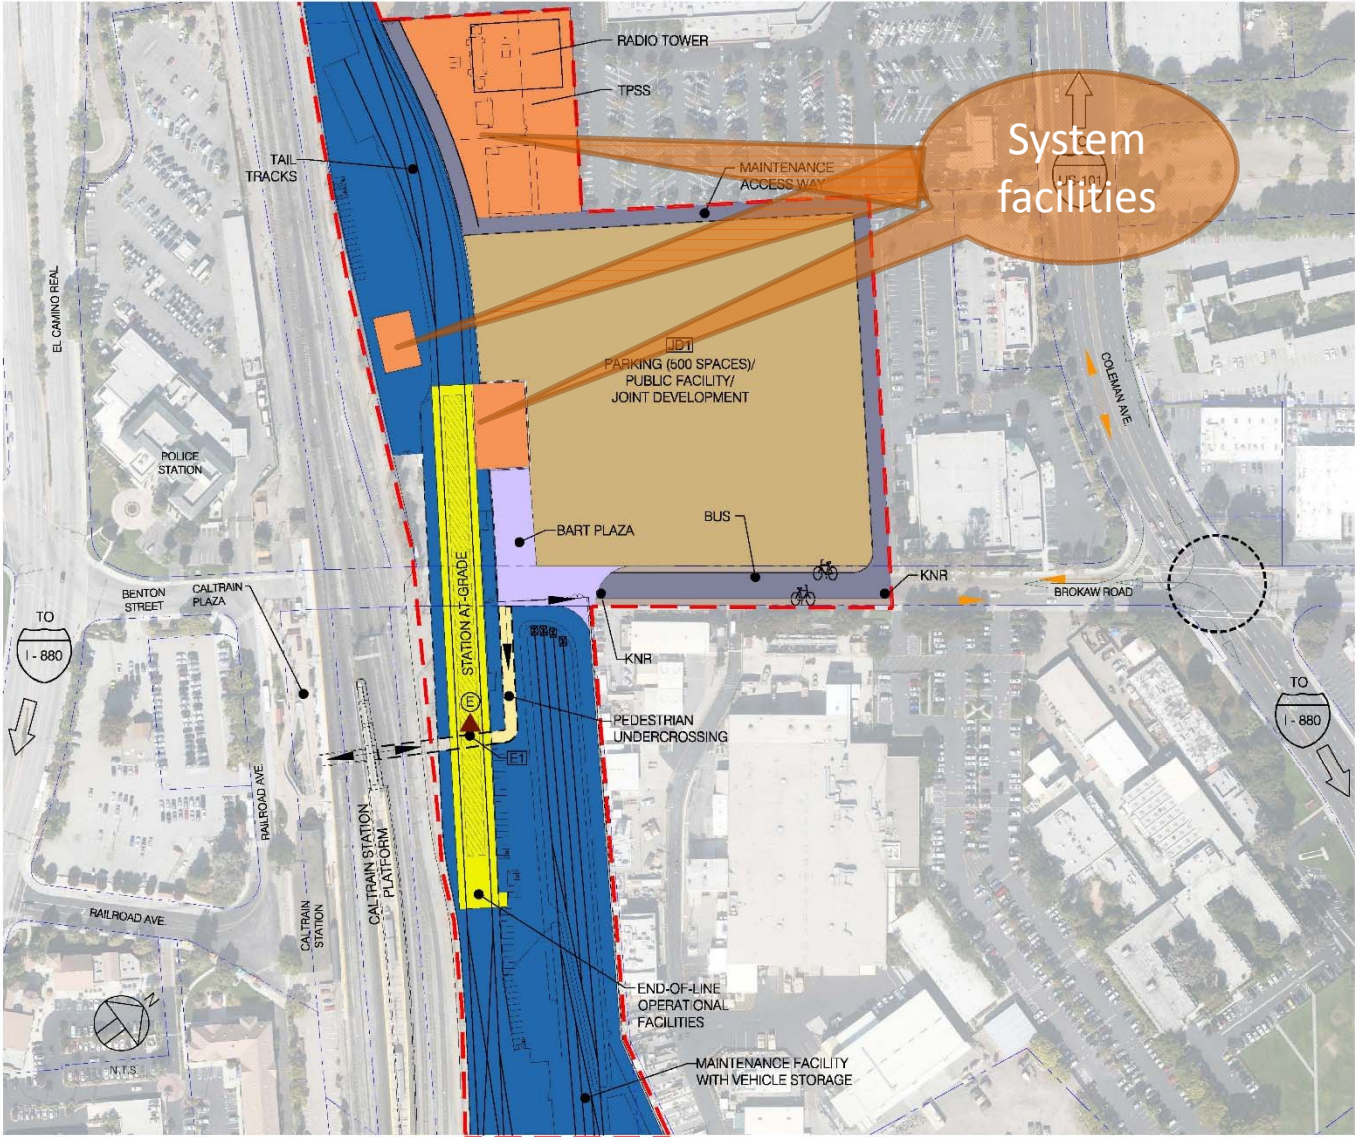 RADIO TOWER
TPSS
System
facilities
US-101
TAIL
TRACKS
MAINTENANCE
ACCESS WAY
EL CAMINO REAL
JD1
PARKING (500 SPACES)/
PUBLIC FACILITY/
JOINT DEVELOPMENT
COLEMAN AVE.
POLICE
STATION
BUS
BART PLAZA
STATION AT-GRADE
KNR
BROKAW ROAD
BENTON
STREET
CALTRAIN
PLAZA
TO
I - 880
KNR
TO
I - 880
E
PEDESTRIAN
UNDERCROSSING
E1
RAILROAD AVE.
CALTRAIN STATION
PLATFORM
RAILROAD AVE.
CALTRAIN
STATION
END-OF-LINE
OPERATIONAL
FACILITIES
N
N.T.S
MAINTENANCE FACILITY
WITH VEHICLE STORAGE